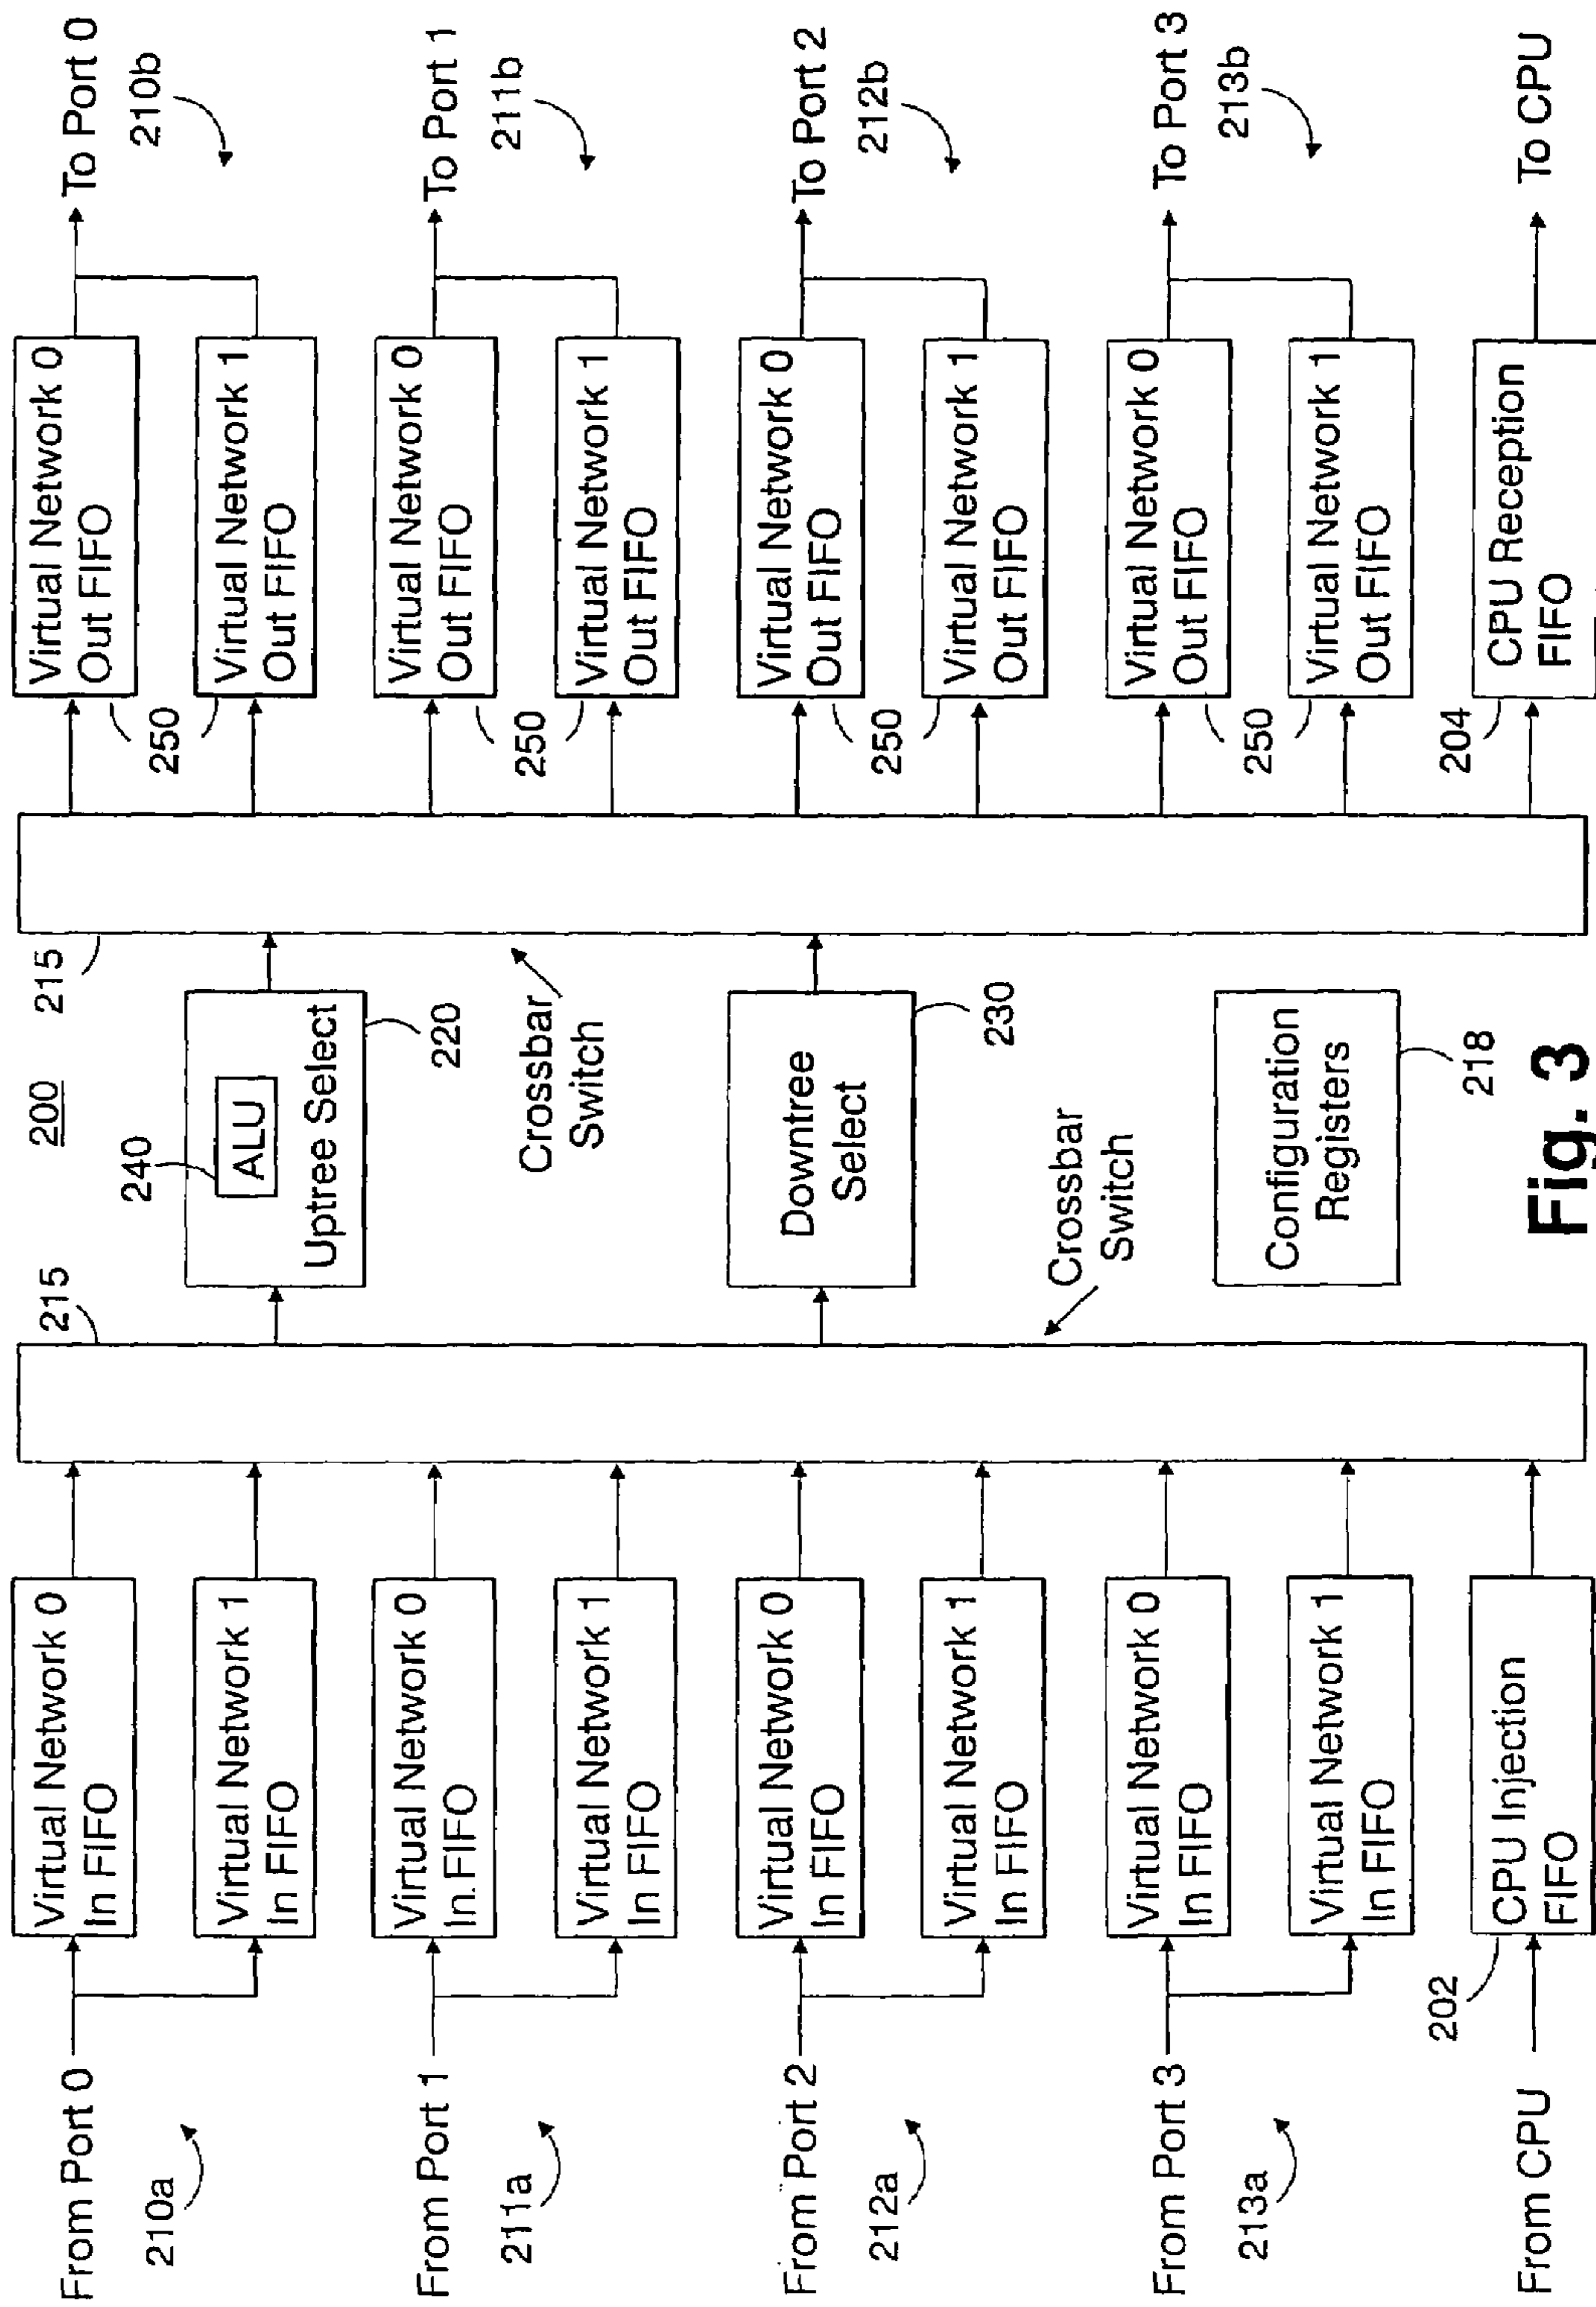 From Port 0
210a
From Port 1
211a
From Port 2
212a
From Port 3
213a
From CPU
202
Virtual Network 0
In FIFO
Virtual Network 1
In FIFO
Virtual Network 0
In.FIFO
Virtual Network 1
In FIFO
Virtual Network 0
In FIFO
Virtual Network 1
In FIFO
Virtual Network 0
In FIFO
Virtual Network 1
In FIFO
CPU Injection
FIFO
215
Crossbar
Switch
200
240
ALU
Uptree Select
220
Downtree
Select
230
Configuration
Registers
218
215
Crossbar
Switch
250
250
250
250
204
Virtual Network 0
Out FIFO
Virtual Network 1
Out FIFO
Virtual Network 0
Out FIFO
Virtual Network 1
Out FIFO
Virtual Network 0
Out FIFO
Virtual Network 1
Out FIFO
Virtual Network 0
Out FIFO
Virtual Network 1
Out FIFO
CPU Reception
FIFO
To Port 0
210b
To Port 1
211b
To Port 2
212b
To Port 3
213b
To CPU
Fig. 3